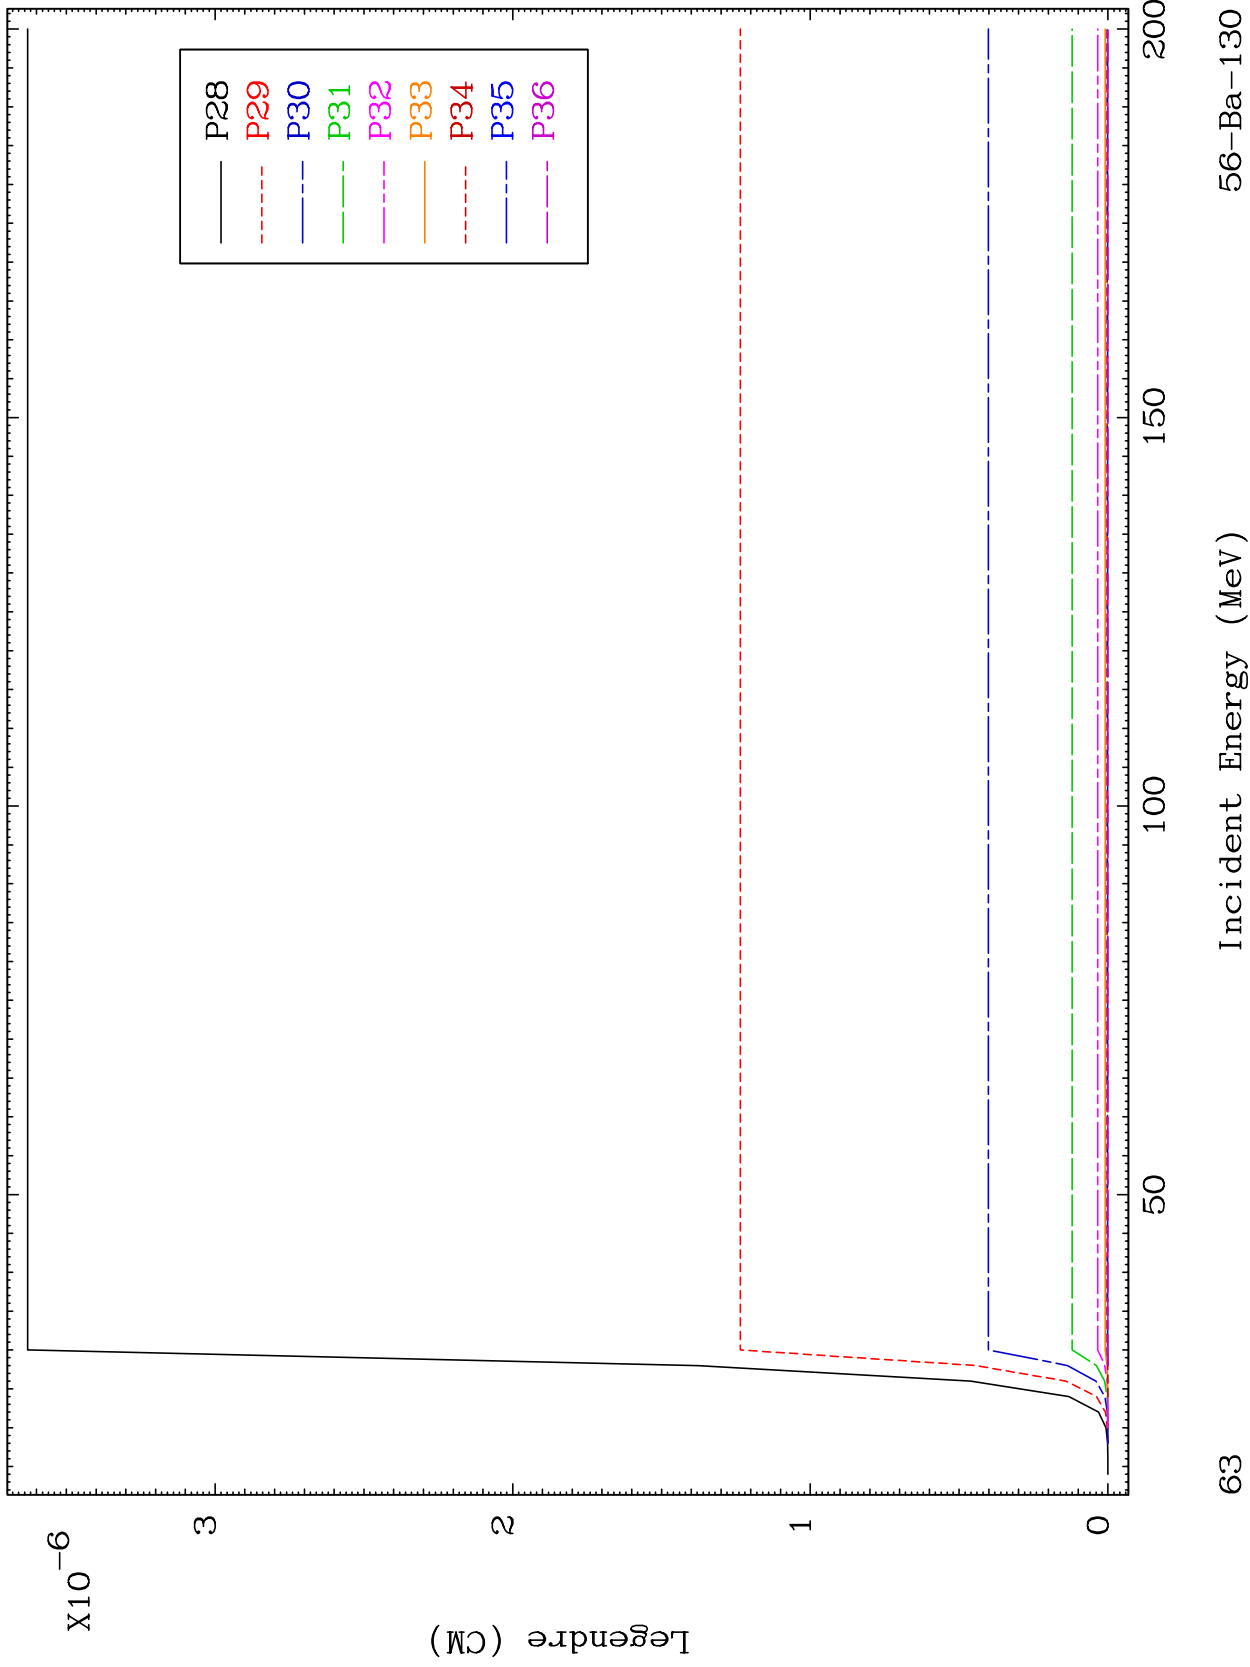 X10-6
3
2
1
0
Legendre (CM)
P28
P29
P30
P31
P32
P33
P34
P35
P36
50
100
150
200
63
Incident Energy (MeV)
56-Ba-130